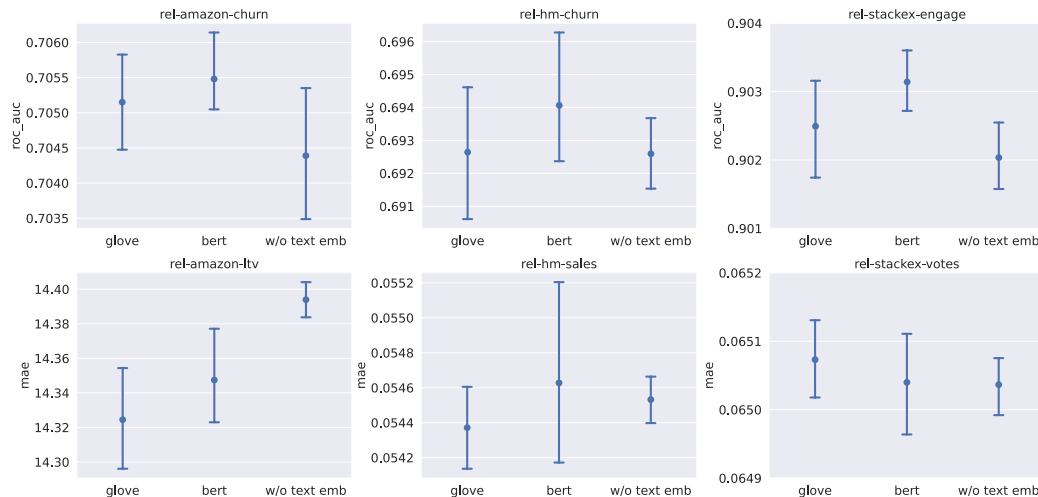 rel-amazon-churn
roc_auc
0.7060
0.7055
0.7050
0.7045
0.7040
0.7035
glove bert w/o text emb
rel-hm-churn
roc_auc
0.696
0.695
0.694
0.693
0.692
0.691
glove bert w/o text emb
rel-stackex-engage
roc_auc
0.904
0.903
0.902
0.901
glove bert w/o text emb
rel-amazon-ltv
mae
14.40
14.38
14.36
14.34
14.32
14.30
glove bert w/o text emb
rel-hm-sales
mae
0.0552
0.0550
0.0548
0.0546
0.0544
0.0542
glove bert w/o text emb
rel-stackex-votes
mae
0.0652
0.0651
0.0650
0.0649
glove bert w/o text emb